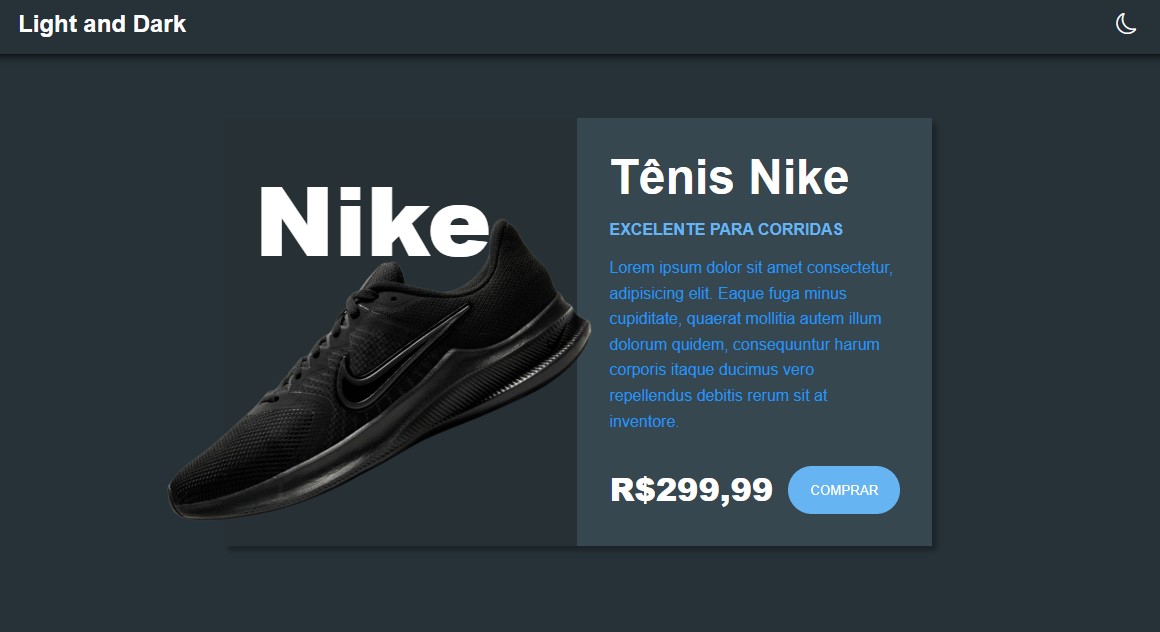 Light and Dark
Nike
Tênis Nike
EXCELENTE PARA CORRIDAS
Lorem ipsum dolor sit amet consectetur,
adipisicing elit. Eaque fuga minus
cupiditate, quaerat mollitia autem illum
dolorum quidem, consequuntur harum
corporis itaque ducimus vero
repellendus debitis rerum sit at
inventore.
R$299,99
COMPRAR